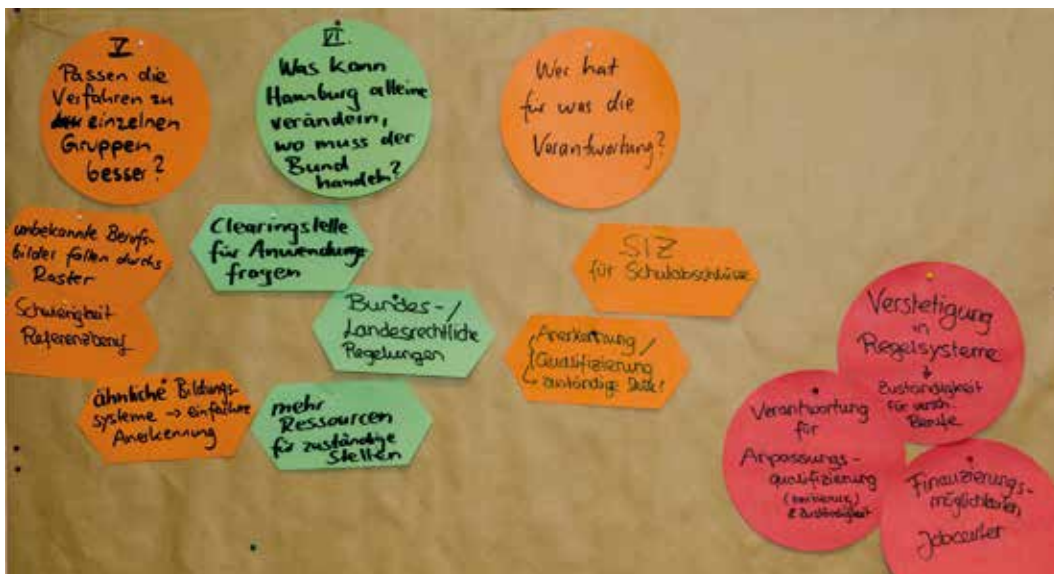 V
Passen die
Verfahren zu
einzelnen
Gruppen
besser?
VI.
Was kann
Hamburg alleine
verändern,
wo muss der
Bund
handeln?
Wer hat
für was die
Verantwortung?
unbekannte Berufs-
bilder fallen durchs
Raster
Schwierigkeit
Referenzberuf
ähnliche Bildungs-
systeme → einfachere
Anerkennung
Clearingstelle
für Anwendungs
fragen
Bundes-/
Landesrechtliche
Regelungen
mehr
Ressourcen
für zuständige
Stellen
SIZ
für Schulabschlüsse
Anerkennung/
Qualifizierung
zuständige Stelle!
Verstetigung
in
Regelsysteme
Zuständigkeit
für versch.
Berufe
Verantwortung
für
Anpassungs-
qualifizierung
& Zuständigkeit
Finanzierungs-
möglichkeiten
Jobcenter